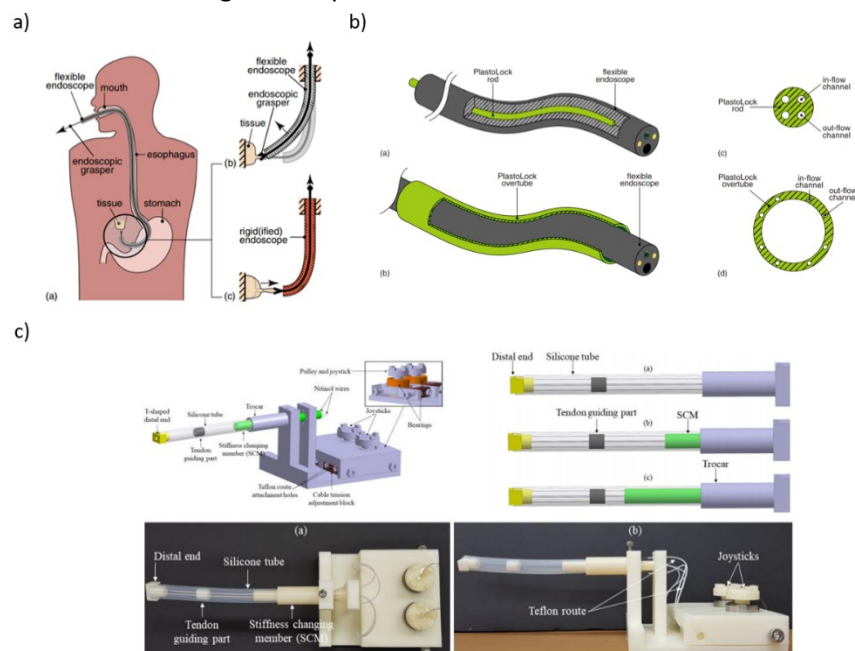 a)
flexible
endoscope
mouth
endoscopic
grasper
esophagus
tissue
stomach
(a)
flexible
endoscope
endoscopic
grasper
tissue
(b)
rigid(ified)
endoscope
(c)
b)
PlastoLock
rod
flexible
endoscope
(a)
PlastoLock
overtube
flexible
endoscope
(b)
in-flow
channel
PlastoLock
rod
out-flow
channel
(c)
PlastoLock
overtube
in-flow
channel
out-flow
channel
(d)
c)
Pulley and joystick
Nitinol wires
Bearings
Joysticks
Trocar
Silicone tube
T-shaped
distal end
Tendon
guiding part
Stiffness changing
member (SCM)
Teflon route
attachment holes
Cable tension
adjustment block
Distal end
Silicone tube
(a)
Tendon guiding part
(b)
SCM
(c)
Trocar
(a)
Distal end
Silicone tube
Tendon
guiding part
Stiffness changing
member (SCM)
(b)
Joysticks
Teflon route